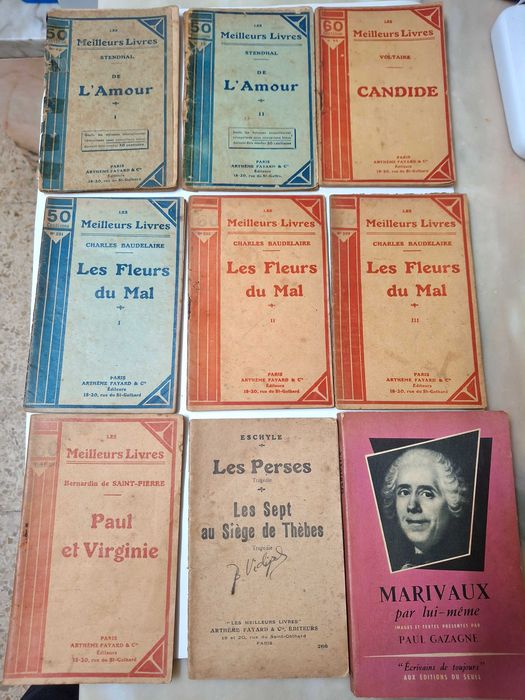 50
LES
Meilleurs Livres
STENDHAL
DE
L'Amour
I
PARIS
ARTHÈME FAYARD & Cie
Éditeurs
18-20, rue du St-Gothard
50
LES
Meilleurs Livres
STENDHAL
DE
L'Amour
II
PARIS
ARTHÈME FAYARD & Cie
Éditeurs
18-20, rue du St-Gothard
60
LES
Meilleurs Livres
VOLTAIRE
CANDIDE
PARIS
ARTHÈME FAYARD & Cie
Éditeurs
18-20, rue du St-Gothard
50
LES
Meilleurs Livres
CHARLES BAUDELAIRE
Les Fleurs
du Mal
I
PARIS
ARTHÈME FAYARD & Cie
Éditeurs
18-20, rue du St-Gothard
LES
Meilleurs Livres
CHARLES BAUDELAIRE
Les Fleurs
du Mal
II
PARIS
ARTHÈME FAYARD & Cie
Éditeurs
18-20, rue du St-Gothard
LES
Meilleurs Livres
CHARLES BAUDELAIRE
Les Fleurs
du Mal
III
PARIS
ARTHÈME FAYARD & Cie
Éditeurs
18-20, rue du St-Gothard
LES
Meilleurs Livres
Bernardin de SAINT-PIERRE
Paul
et Virginie
PARIS
ARTHÈME FAYARD & Cie
Éditeurs
18-20, rue du St-Gothard
ESCHYLE
Les Perses
Tragédie
Les Sept
au Siège de Thèbes
Tragédie
"LES MEILLEURS LIVRES"
ARTHÈME FAYARD & Cie, ÉDITEURS
18 et 20, rue du Saint-Gothard
PARIS
266
MARIVAUX
par lui-même
IMAGES ET TEXTES PRÉSENTÉS PAR
PAUL GAZAGNE
"Écrivains de toujours"
AUX ÉDITIONS DU SEUIL